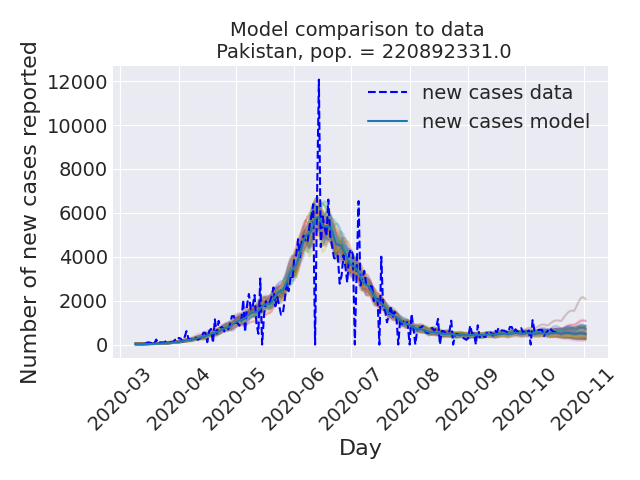 Model comparison to data
Pakistan, pop. = 220892331.0
Number of new cases reported
12000
10000
8000
6000
4000
2000
0
new cases data
new cases model
2020-03
2020-04
2020-05
2020-06
2020-07
2020-08
2020-09
2020-10
2020-11
Day